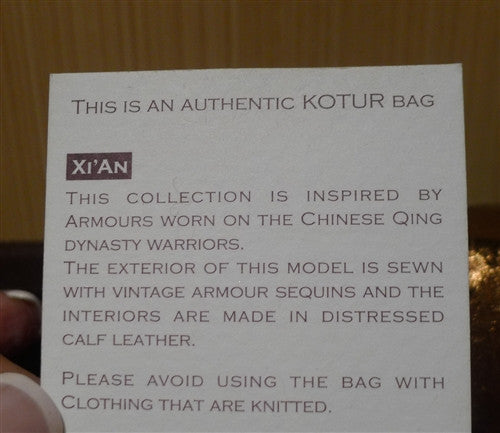 THIS IS AN AUTHENTIC KOTUR BAG
XI'AN
THIS COLLECTION IS INSPIRED BY
ARMOURS WORN ON THE CHINESE QING
DYNASTY WARRIORS.
THE EXTERIOR OF THIS MODEL IS SEWN
WITH VINTAGE ARMOUR SEQUINS AND THE
INTERIORS ARE MADE IN DISTRESSED
CALF LEATHER.
PLEASE AVOID USING THE BAG WITH
CLOTHING THAT ARE KNITTED.